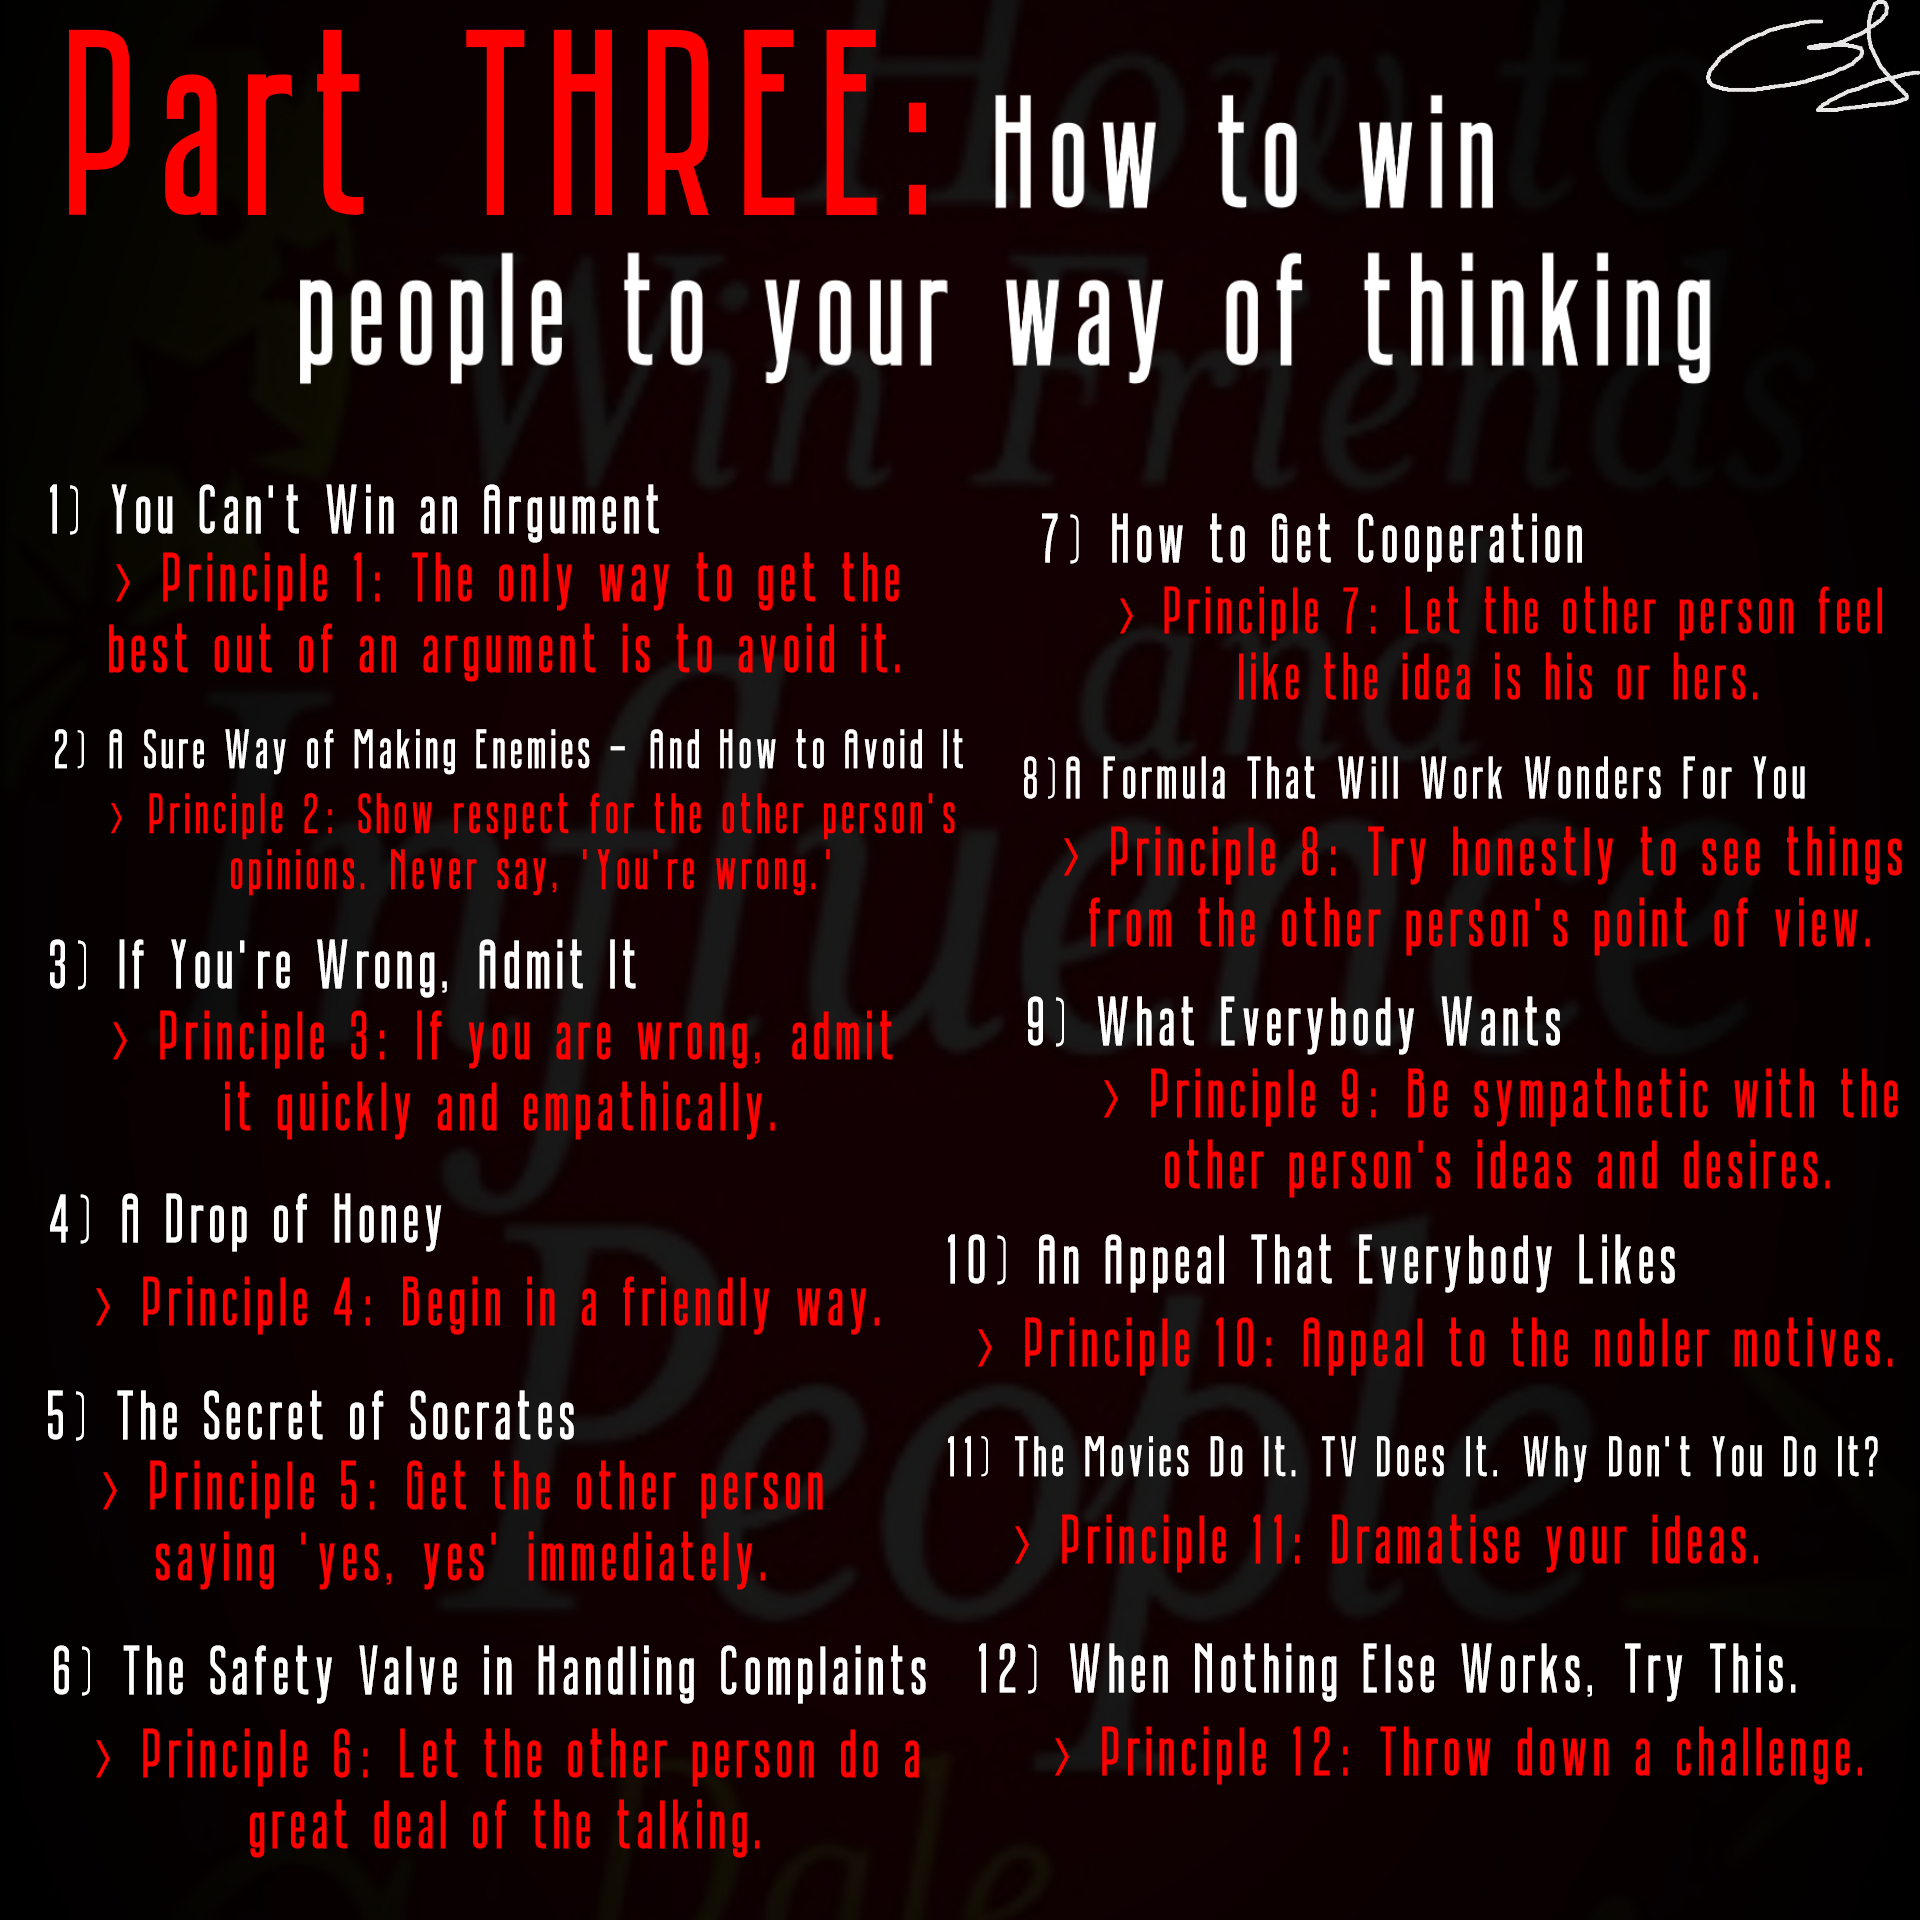 Part THREE: How to win
people to your way of thinking
1) You Can't Win an Argument
> Principle 1: The only way to get the
best out of an argument is to avoid it.
2) A Sure Way of Making Enemies - And How to Avoid It
> Principle 2: Show respect for the other person's
opinions. Never say, 'You're wrong.'
3) If You're Wrong, Admit It
> Principle 3: If you are wrong, admit
it quickly and empathically.
4) A Drop of Honey
> Principle 4: Begin in a friendly way.
5) The Secret of Socrates
> Principle 5: Get the other person
saying 'yes, yes' immediately.
6) The Safety Valve in Handling Complaints
> Principle 6: Let the other person do a
great deal of the talking.
7) How to Get Cooperation
> Principle 7: Let the other person feel
like the idea is his or hers.
8)A Formula That Will Work Wonders For You
> Principle 8: Try honestly to see things
from the other person's point of view.
9) What Everybody Wants
> Principle 9: Be sympathetic with the
other person's ideas and desires.
10) An Appeal That Everybody Likes
> Principle 10: Appeal to the nobler motives.
11) The Movies Do It. TV Does It. Why Don't You Do It?
> Principle 11: Dramatise your ideas.
12) When Nothing Else Works, Try This.
> Principle 12: Throw down a challenge.
How to
Win Friends
and
Influence
People
Dale